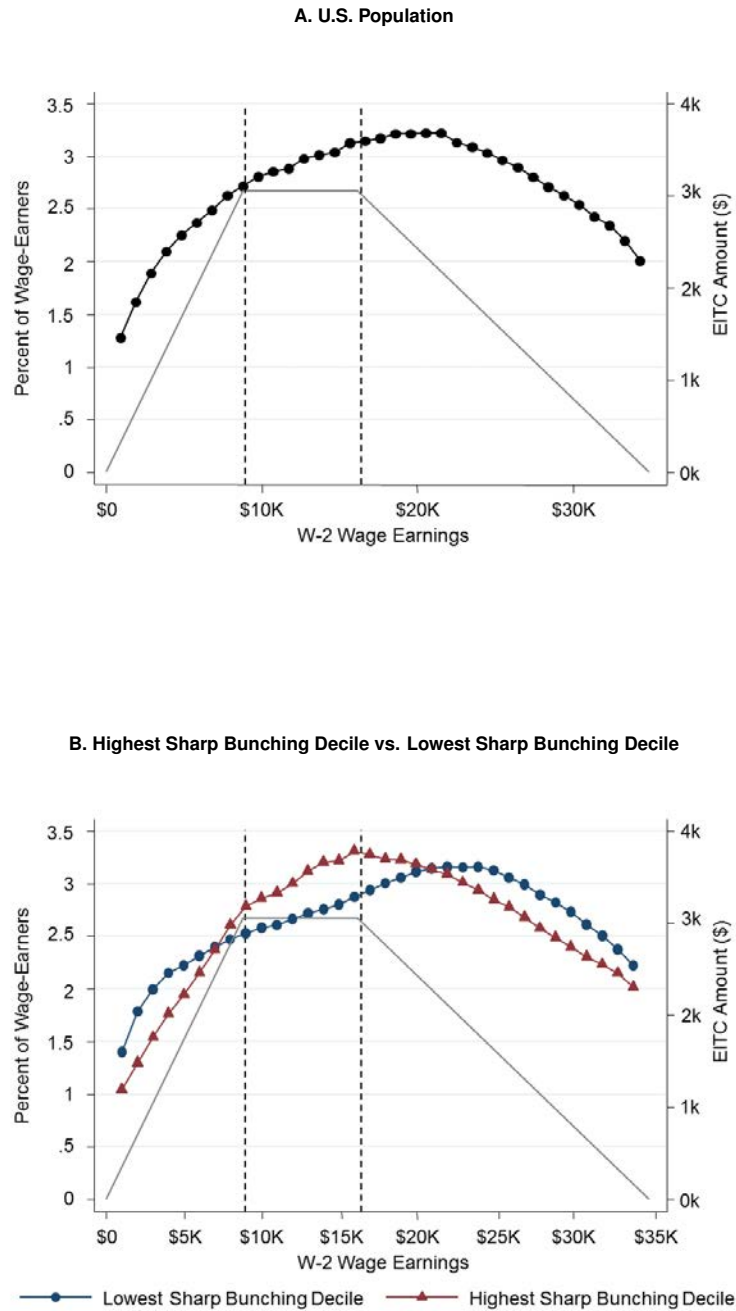 A. U.S. Population
3.5
3
2.5
2
1.5
1
.5
0
Percent of Wage-Earners
4k
3k
2k
1k
0k
EITC Amount ($)
$0 $10K $20K $30K
W-2 Wage Earnings
B. Highest Sharp Bunching Decile vs. Lowest Sharp Bunching Decile
3.5
3
2.5
2
1.5
1
.5
0
Percent of Wage-Earners
4k
3k
2k
1k
0k
EITC Amount ($)
$0 $5K $10K $15K $20K $25K $30K $35K
W-2 Wage Earnings
Lowest Sharp Bunching Decile Highest Sharp Bunching Decile